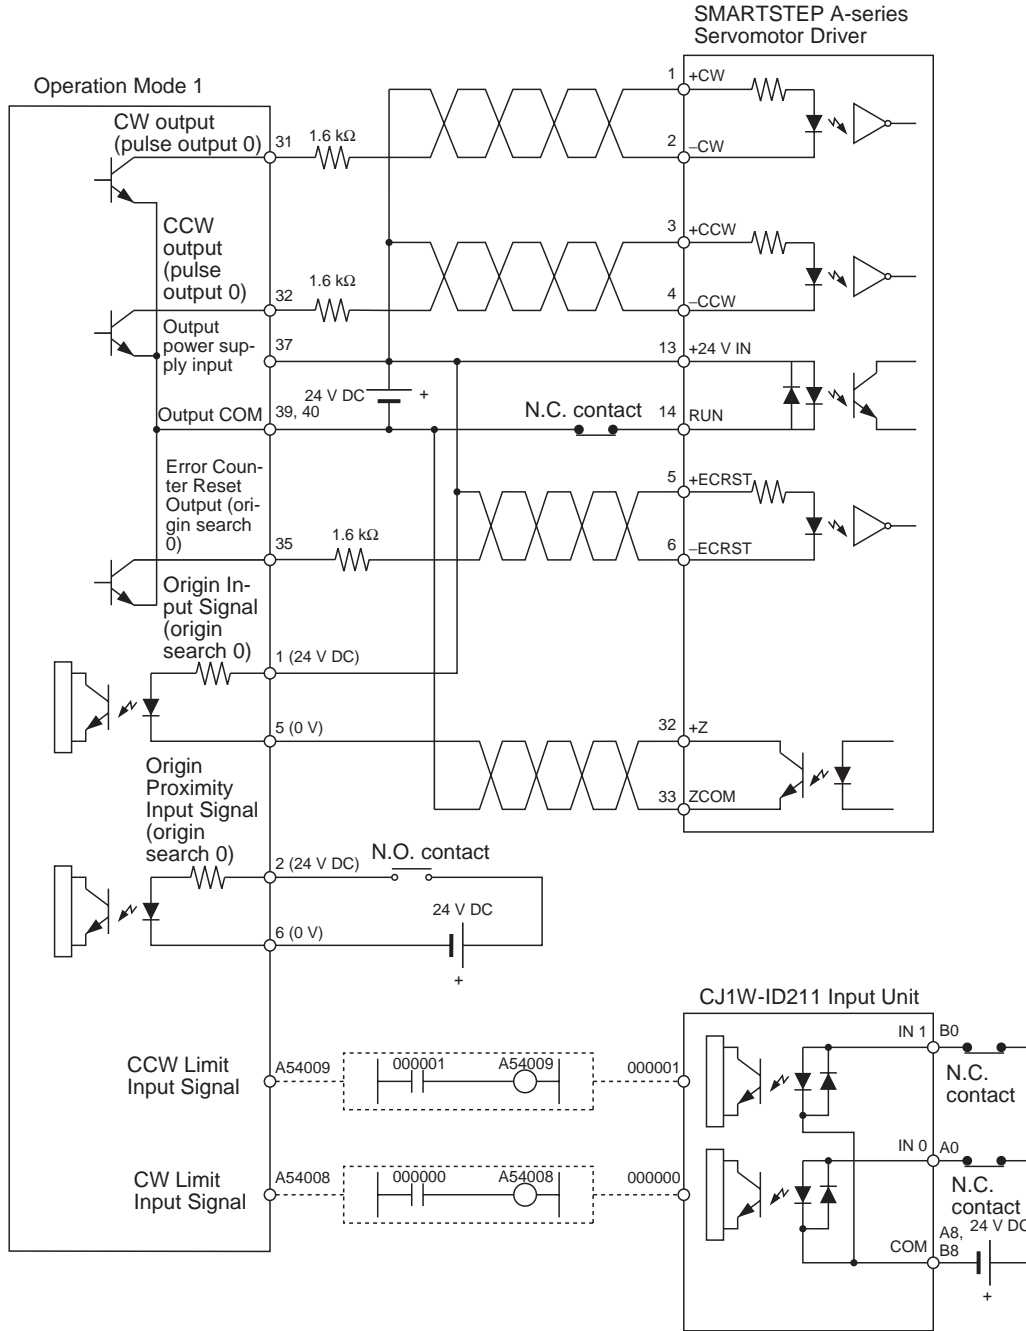 SMARTSTEP A-series
Servomotor Driver
Operation Mode 1
CW output
(pulse output 0)
31
1.6 kΩ
1
+CW
2
–CW
CCW
output
(pulse
output 0)
32
1.6 kΩ
3
+CCW
4
–CCW
Output
power sup-
ply input
37
13
+24 V IN
24 V DC
+
Output COM
39, 40
N.C. contact
14
RUN
Error Coun-
ter Reset
Output (ori-
gin search
0)
35
1.6 kΩ
5
+ECRST
6
–ECRST
Origin In-
put Signal
(origin
search 0)
1 (24 V DC)
5 (0 V)
32
+Z
33
ZCOM
Origin
Proximity
Input Signal
(origin
search 0)
2 (24 V DC)
N.O. contact
24 V DC
6 (0 V)
+
CJ1W-ID211 Input Unit
CCW Limit
Input Signal
A54009
000001
A54009
000001
IN 1
B0
N.C.
contact
CW Limit
Input Signal
A54008
000000
A54008
000000
IN 0
A0
N.C.
contact
24 V DC
COM
A8,
B8
+